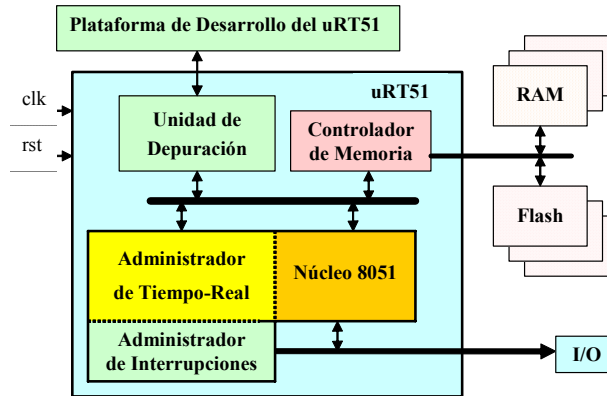 Plataforma de Desarrollo del uRT51
uRT51
clk
rst
Unidad de
Depuración
Controlador
de Memoria
RAM
Flash
Administrador
de Tiempo-Real
Núcleo 8051
Administrador
de Interrupciones
I/O